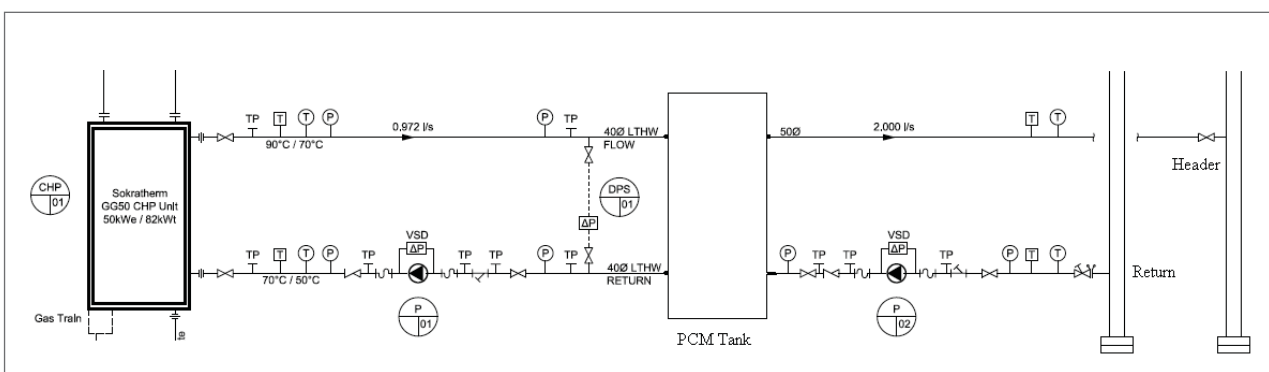 TP
T
T
P
0,972 l/s
P
TP
40Ø LTHW
FLOW
50Ø
2,000 l/s
T
T
90°C / 70°C
Header
CHP
01
Sokratherm
GG50 CHP Unit
50kWe / 82kWt
DPS
01
ΔP
TP
T
T
P
TP
VSD
ΔP
TP
TP
P
TP
40Ø LTHW
RETURN
P
TP
TP
VSD
ΔP
TP
P
T
T
Return
70°C / 50°C
Gas Train
P
01
P
02
PCM Tank